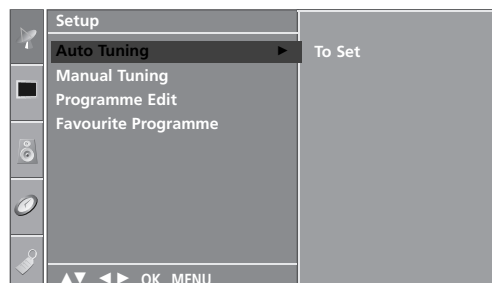 Setup
Auto Tuning ► To Set
Manual Tuning
Programme Edit
Favourite Programme
▲▼ ◄► OK MENU